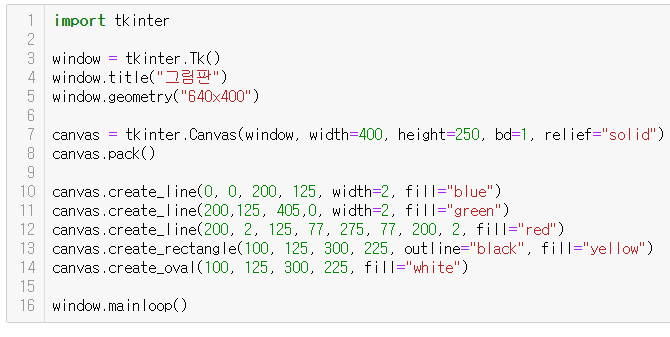 1 import tkinter
2
3 window = tkinter.Tk()
4 window.title("그림판")
5 window.geometry("640x400")
6
7 canvas = tkinter.Canvas(window, width=400, height=250, bd=1, relief="solid")
8 canvas.pack()
9
10 canvas.create_line(0, 0, 200, 125, width=2, fill="blue")
11 canvas.create_line(200,125, 405,0, width=2, fill="green")
12 canvas.create_line(200, 2, 125, 77, 275, 77, 200, 2, fill="red")
13 canvas.create_rectangle(100, 125, 300, 225, outline="black", fill="yellow")
14 canvas.create_oval(100, 125, 300, 225, fill="white")
15
16 window.mainloop()